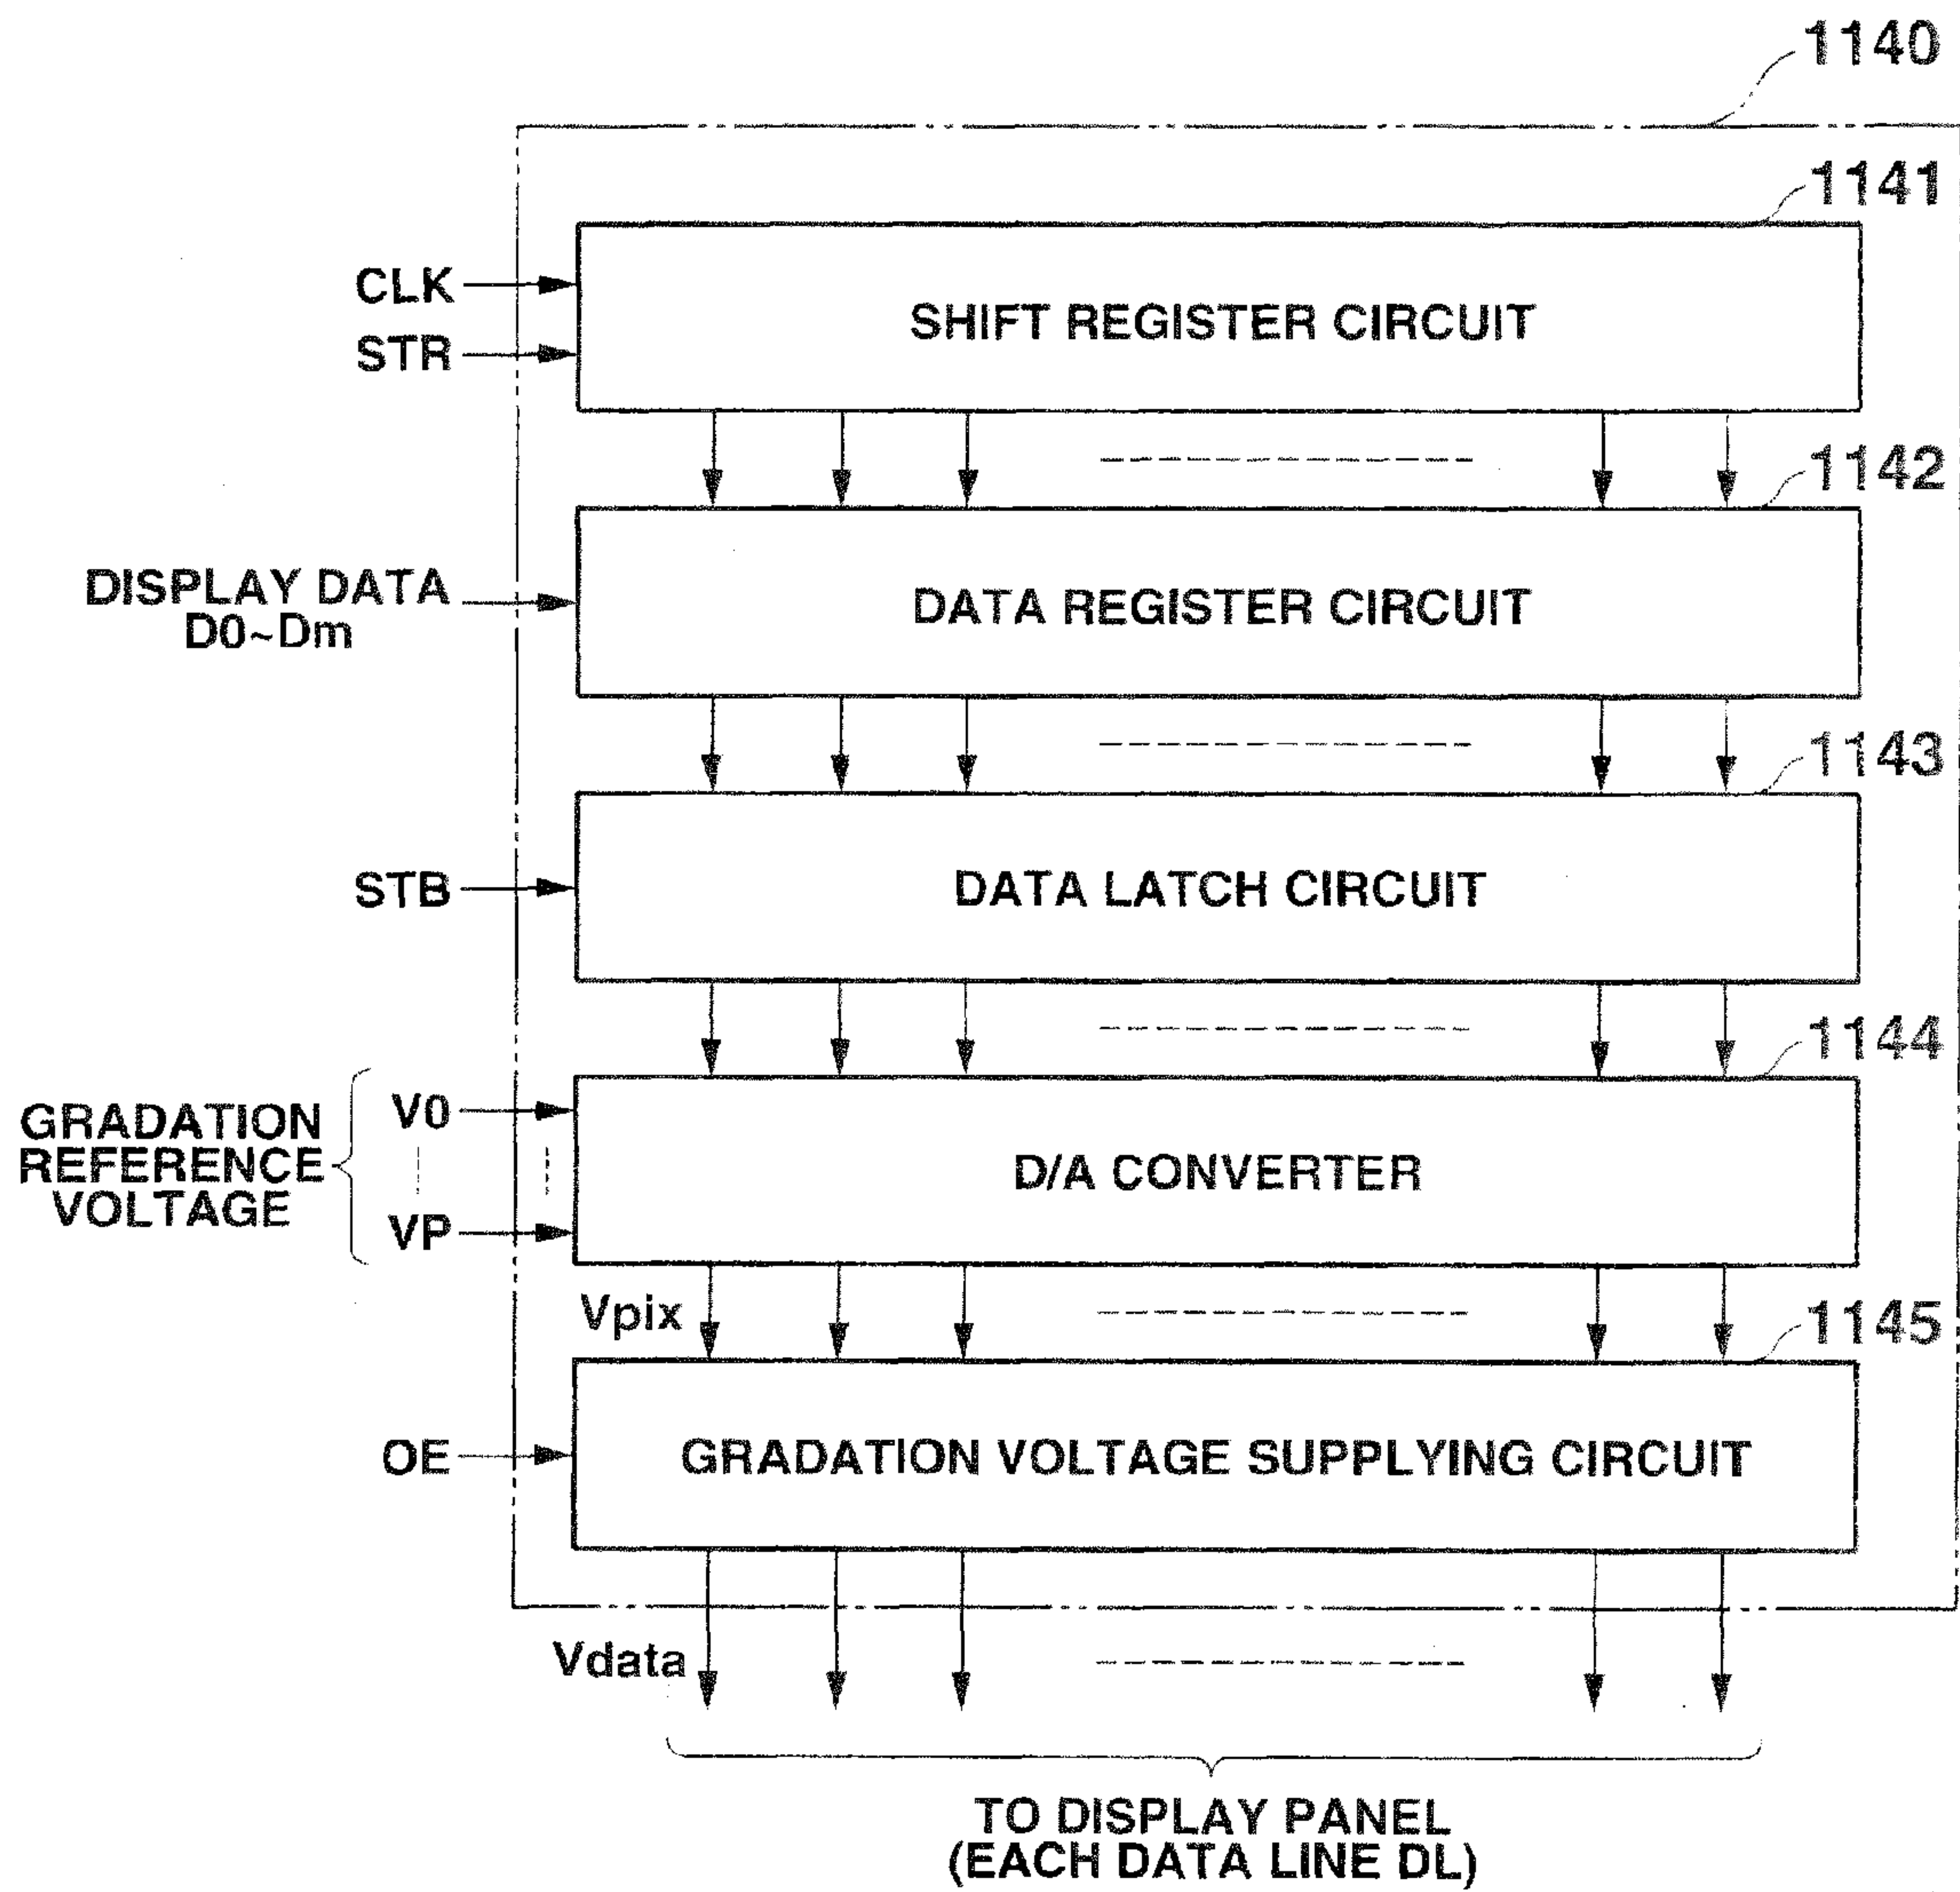 1140
1141
CLK
STR
SHIFT REGISTER CIRCUIT
1142
DISPLAY DATA
D0~Dm
DATA REGISTER CIRCUIT
1143
STB
DATA LATCH CIRCUIT
1144
GRADATION
REFERENCE
VOLTAGE
V0
VP
D/A CONVERTER
Vpix
1145
OE
GRADATION VOLTAGE SUPPLYING CIRCUIT
Vdata
TO DISPLAY PANEL
(EACH DATA LINE DL)